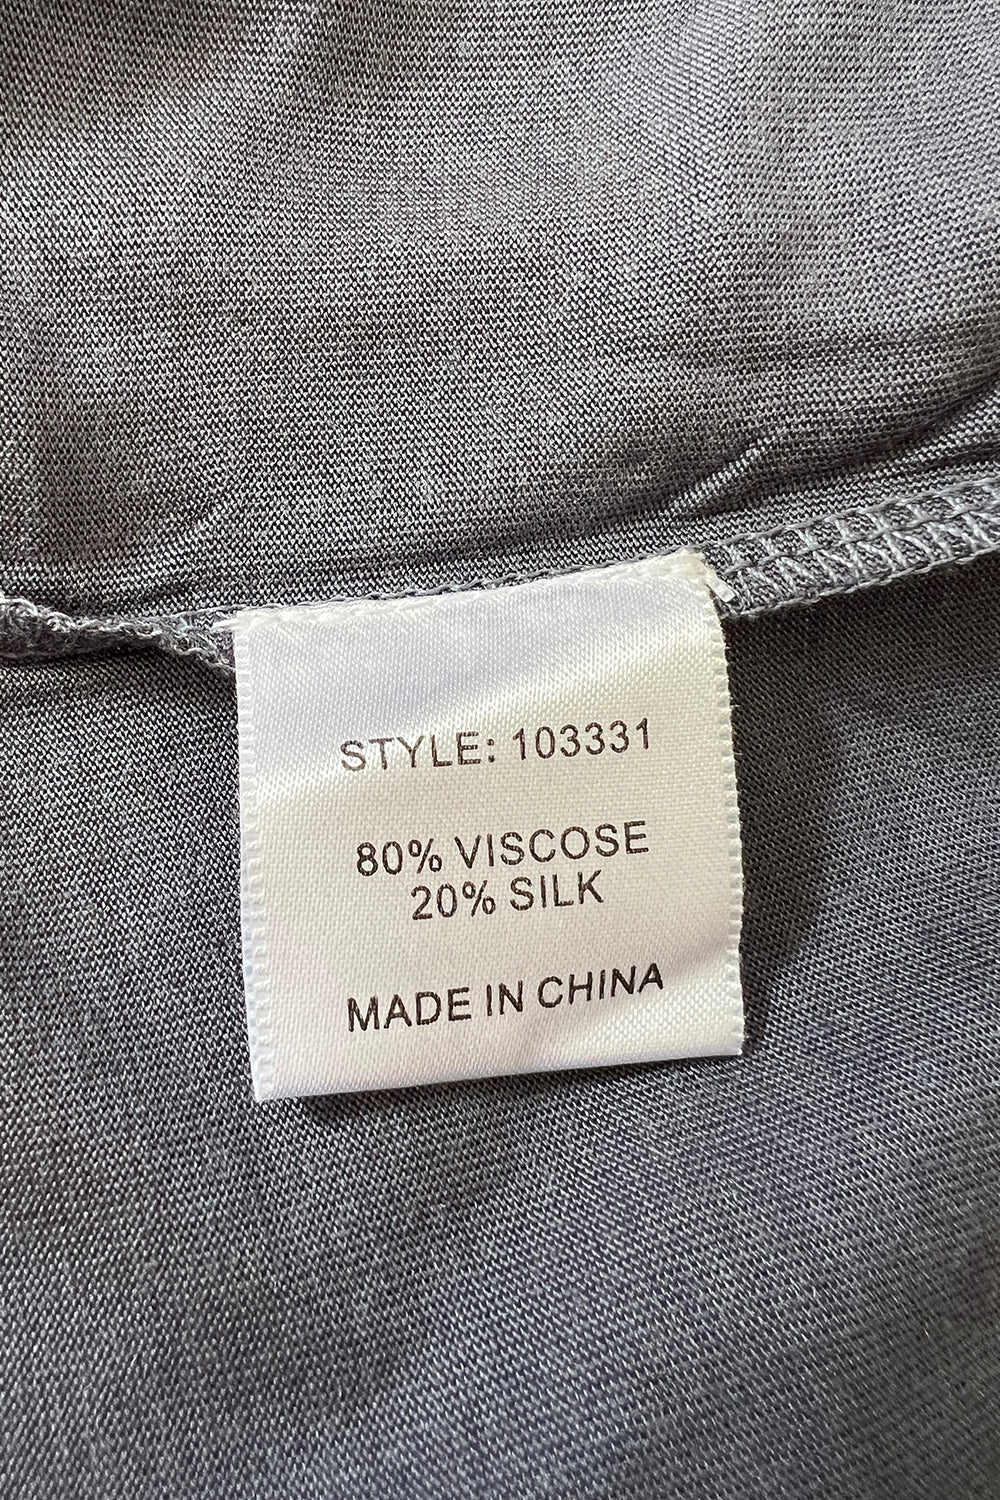 STYLE: 103331
80% VISCOSE
20% SILK
MADE IN CHINA